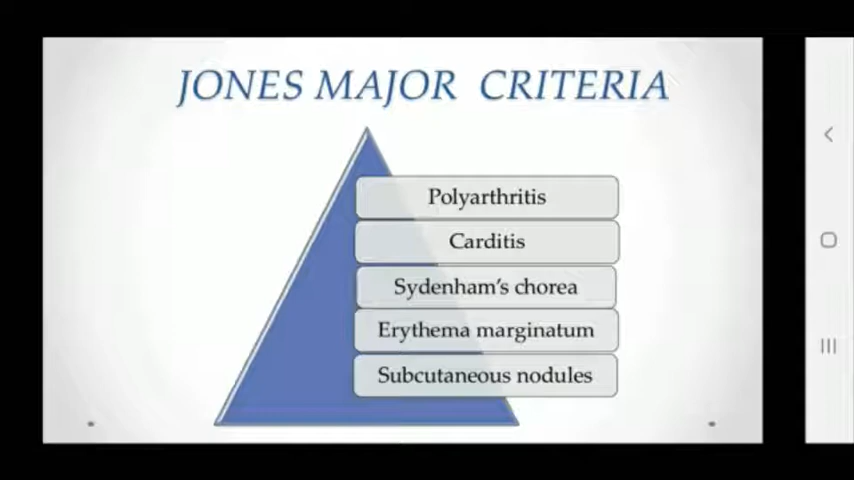 JONES MAJOR CRITERIA
Polyarthritis
Carditis
Sydenham's chorea
Erythema marginatum
Subcutaneous nodules